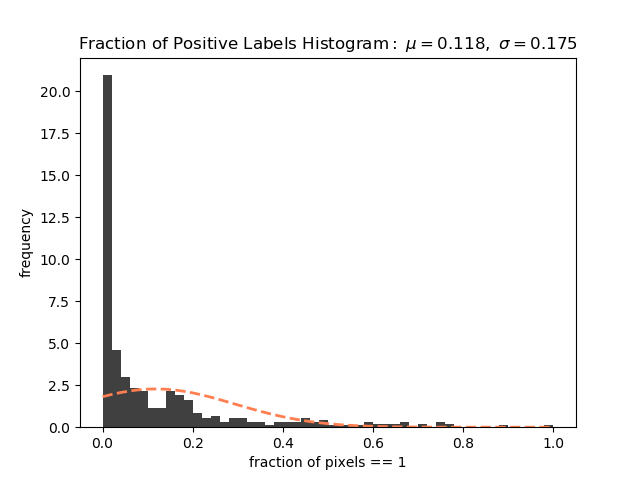 Fraction of Positive Labels Histogram : μ = 0.118, σ = 0.175
frequency
20.0
17.5
15.0
12.5
10.0
7.5
5.0
2.5
0.0
0.0 0.2 0.4 0.6 0.8 1.0
fraction of pixels == 1